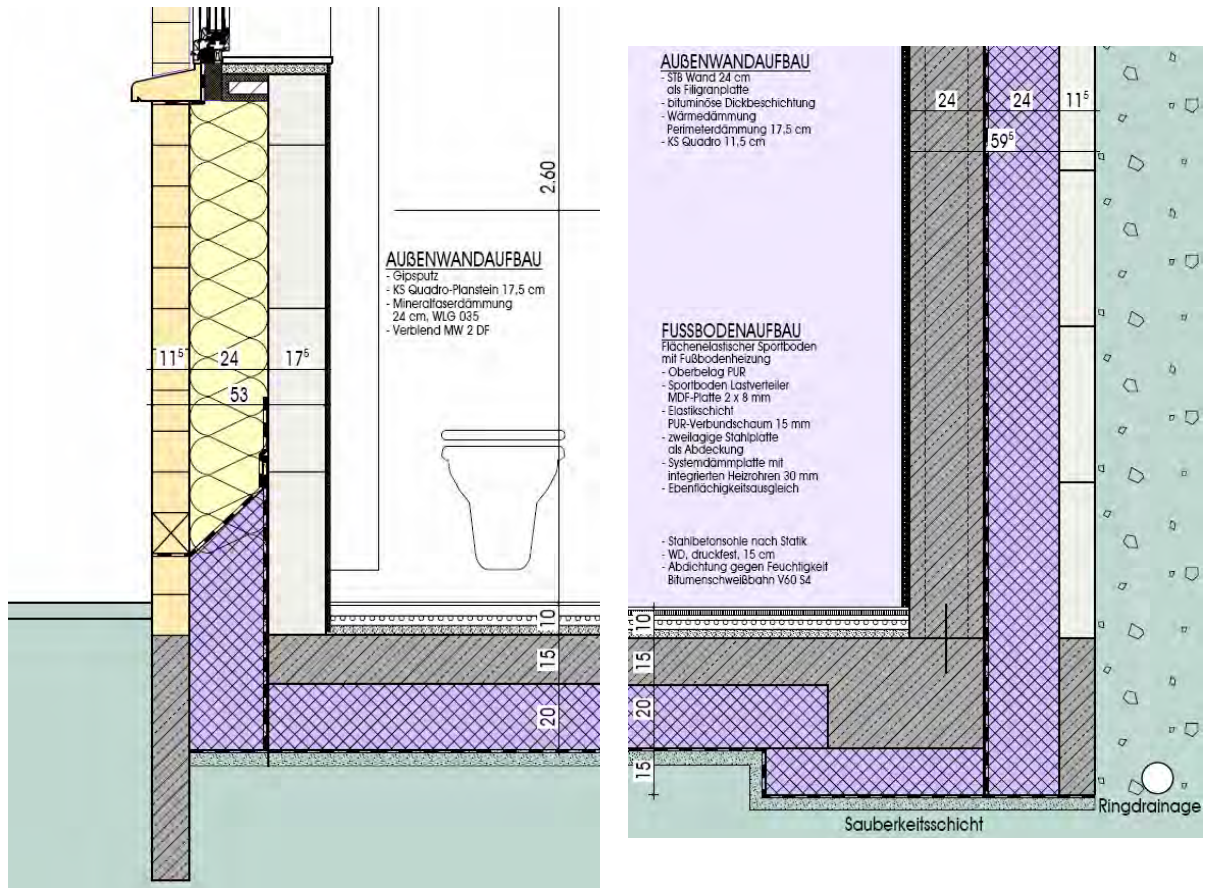 2.60
AUßENWANDAUFBAU
- Gipsputz
- KS Quadro-Planstein 17,5 cm
- Mineralfaserdämmung
24 cm, WLG 035
- Verblend MW 2 DF
11⁵ 24 17⁵
53
10
15
20
AUßENWANDAUFBAU
- STB Wand 24 cm
als Filigranplatte
- bituminöse Dickbeschichtung
- Wärmedämmung
Perimeterdämmung 17,5 cm
- KS Quadro 11,5 cm
24 24 11⁵
59⁵
FUSSBODENAUFBAU
Flächenelastischer Sportboden
mit Fußbodenheizung
- Oberbelag PUR
- Sportboden Lastverteiler
MDF-Platte 2 x 8 mm
- Elastikschicht
PUR-Verbundschaum 15 mm
- zweilagige Stahlplatte
als Abdeckung
- Systemdämmplatte mit
integrierten Heizrohren 30 mm
- Ebenflächigkeitsausgleich
- Stahlbetonsohle nach Statik
- WD, druckfest, 15 cm
- Abdichtung gegen Feuchtigkeit
Bitumenschweißbahn V60 S4
10
15
20
15
Ringdrainage
Sauberkeitsschicht